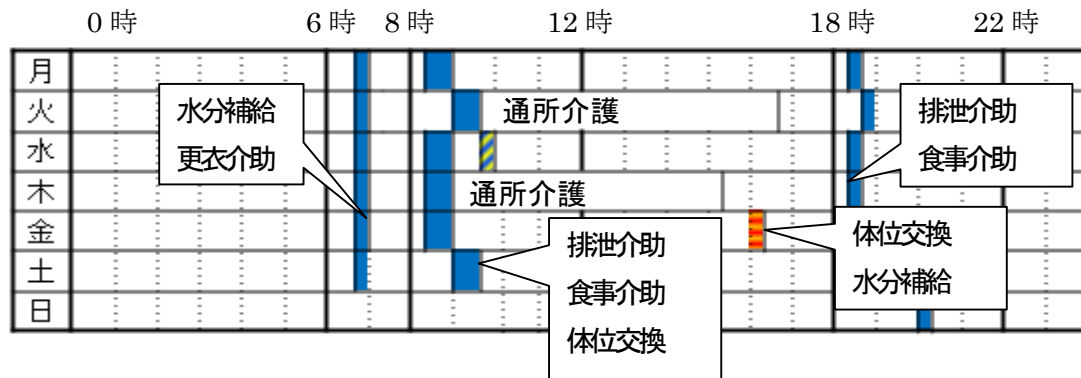 0時 6時 8時 12時 18時 22時
月
火 通所介護
水
木 通所介護
金
土
日
水分補給
更衣介助
排泄介助
食事介助
体位交換
排泄介助
食事介助
体位交換
水分補給